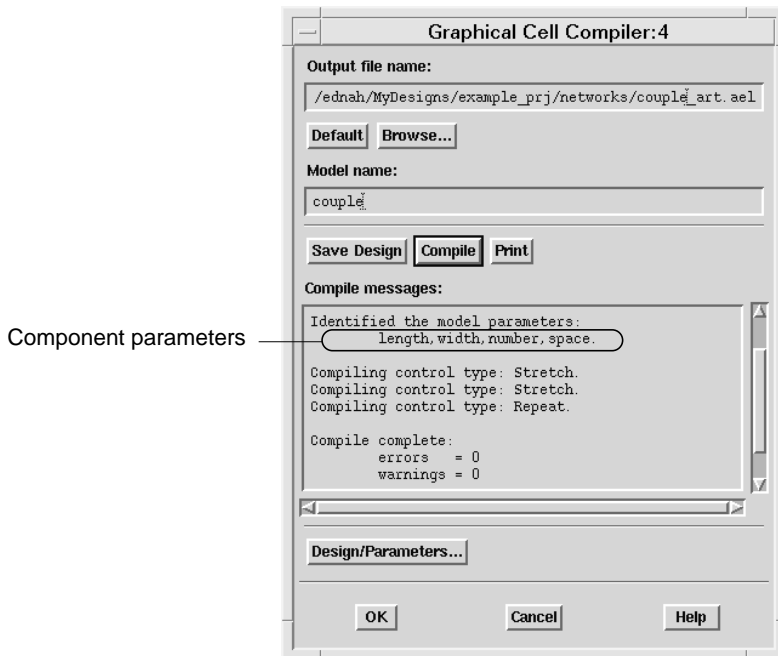 Graphical Cell Compiler:4
Output file name:
/ednah/MyDesigns/example_prj/networks/couple_art.ael
Default Browse...
Model name:
couple
Save Design Compile Print
Compile messages:
Identified the model parameters:
Component parameters
length,width,number,space.
Compiling control type: Stretch.
Compiling control type: Stretch.
Compiling control type: Repeat.
Compile complete:
errors = 0
warnings = 0
Design/Parameters...
OK Cancel Help